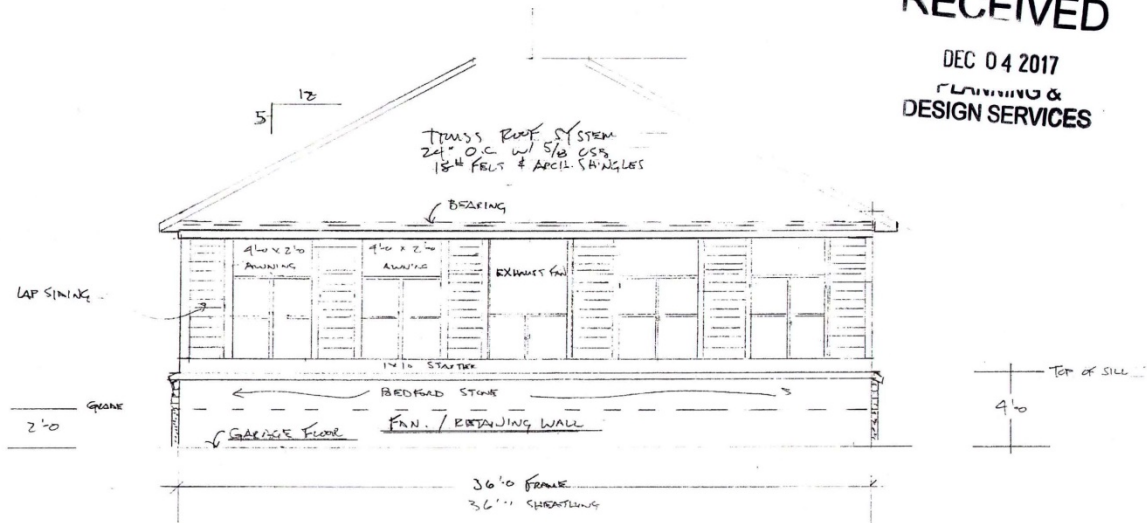 RECEIVED
DEC 04 2017
PLANNING &
DESIGN SERVICES
12
5
TRUSS ROOF SYSTEM
24" O.C. W/ 5/8 OSB
15# FELT & ARCH. SHINGLES
BEARING
4'-0 x 2'-0
AWNING
4'-0 x 2'-0
AWNING
EXHAUST FAN
LAP SIDING
1x10 STARTER
TOP OF SILL
BEDFORD STONE
GRADE
2'-0
4'-0
GARAGE FLOOR
FDN. / RETAINING WALL
36'-0 FRAME
SHEATHING